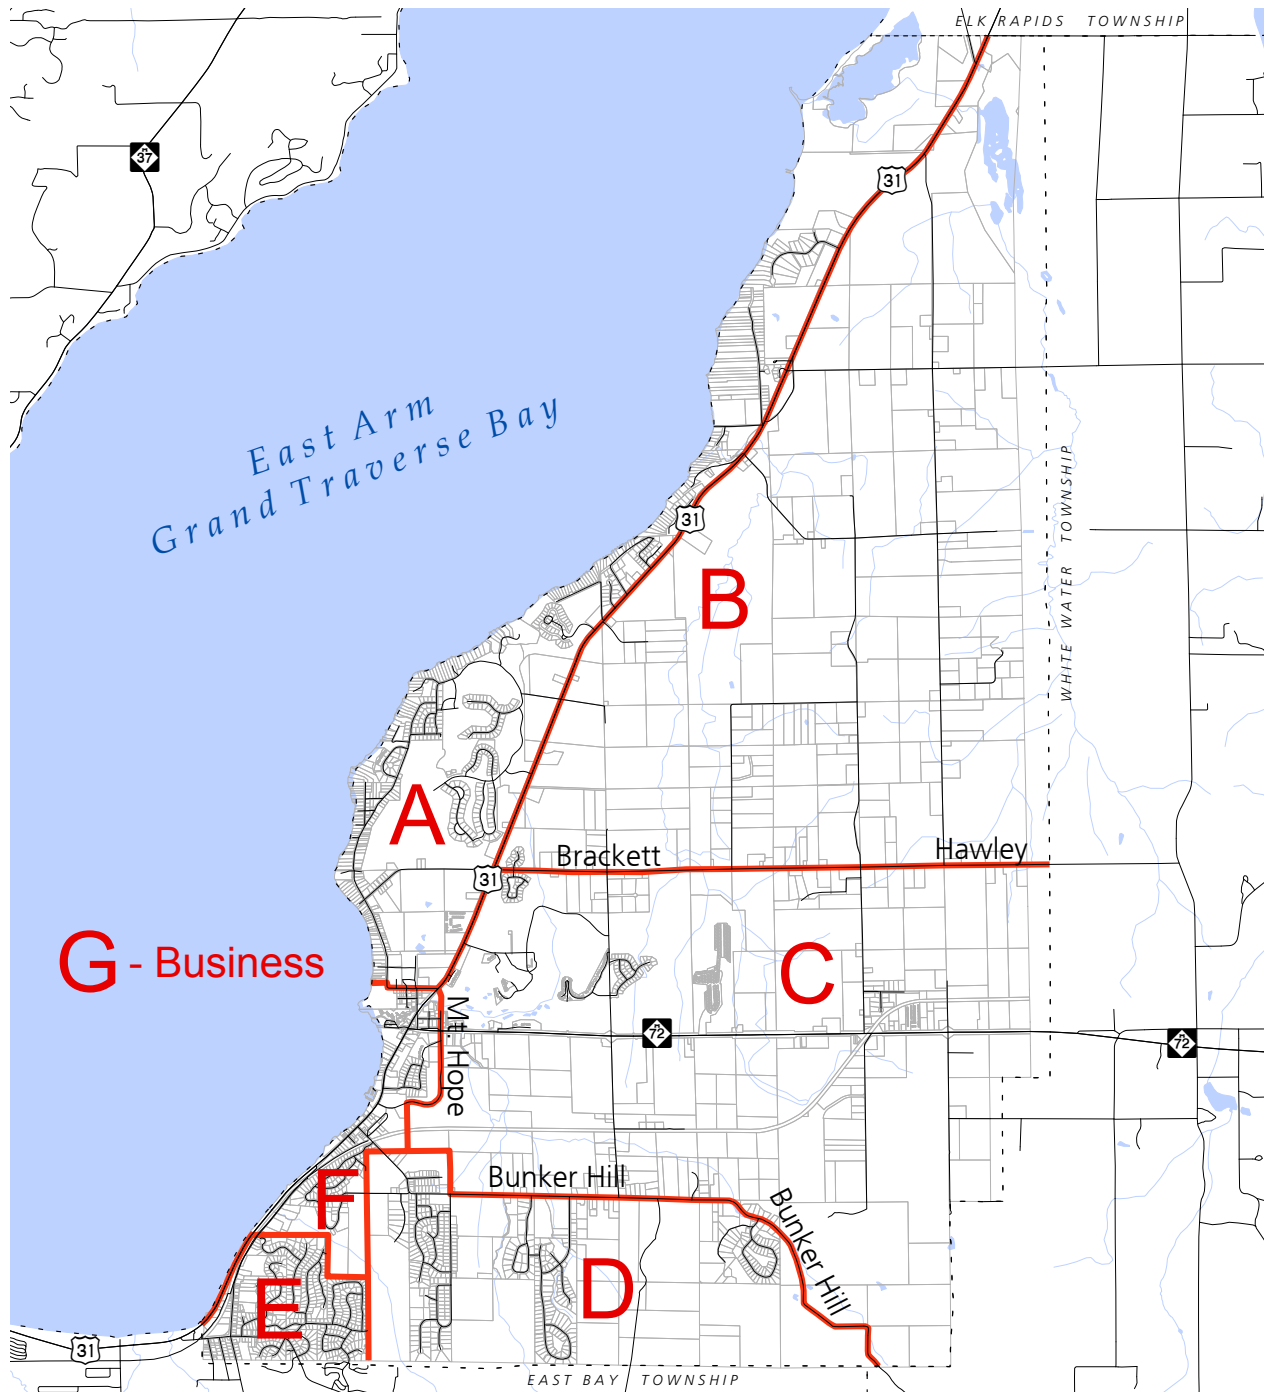 ELK RAPIDS TOWNSHIP
M
37
31
East Arm
Grand Traverse Bay
31
WHITE WATER TOWNSHIP
B
A
Brackett
Hawley
31
G - Business
C
Mt. Hope
M
72
M
72
F
Bunker Hill
Bunker Hill
E
D
31
EAST BAY TOWNSHIP